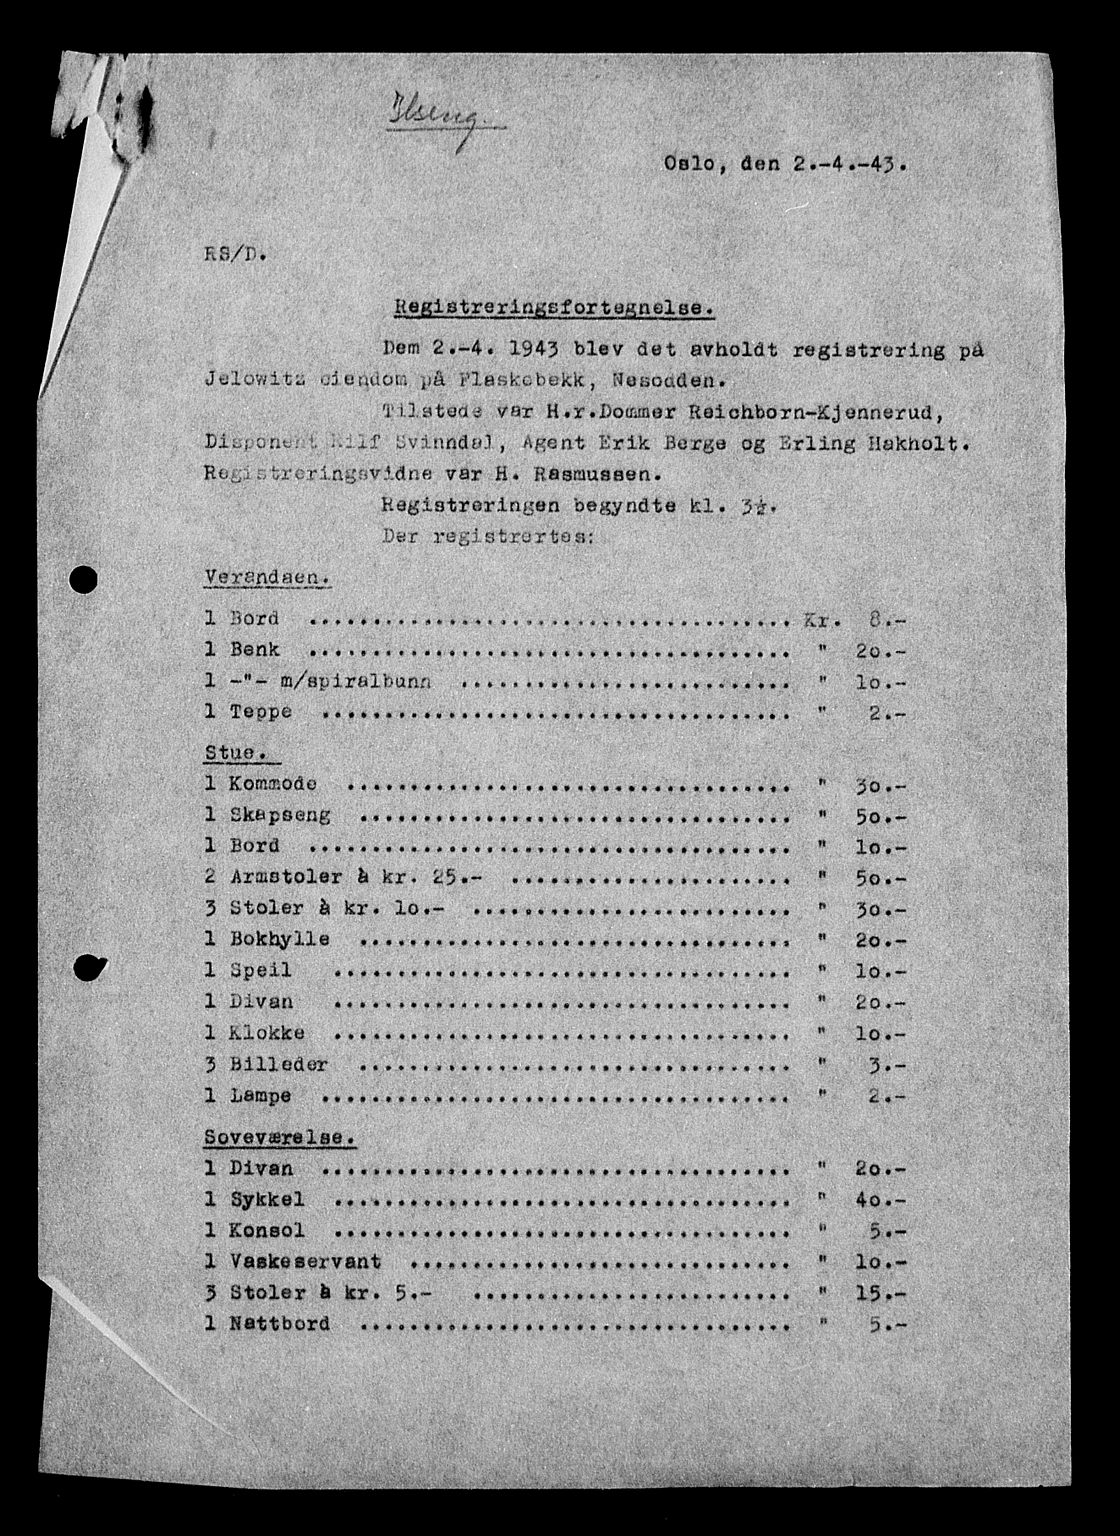 Ilseng.
Oslo, den 2.-4.-43.
RS/D.
Registreringsfortegnelse.
Dem 2.-4. 1943 blev det avholdt registrering på
Jelowitz eiendom på Flaskebekk, Nesodden.
Tilstede var H.r.Dommer Reichborn-Kjennerud,
Disponent Rilf Svinndal, Agent Erik Berge og Erling Hakholt.
Registreringsvidne var H. Rasmussen.
Registreringen begyndte kl. 3½.
Der registrertes:
Verandaen.
1 Bord ...................................... Kr. 8.-
1 Benk ...................................... " 2o.-
1 -"- m/spiralbunn .......................... " 1o.-
1 Teppe ..................................... " 2.-
Stue.
1 Kommode ................................... " 3o.-
1 Skapseng .................................. " 5o.-
1 Bord ...................................... " 1o.-
2 Armstoler à kr. 25.- ...................... " 5o.-
3 Stoler à kr. 1o.- ......................... " 3o.-
1 Bokhylle .................................. " 2o.-
1 Speil .................................... " 1o.-
1 Divan .................................... " 2o.-
1 Klokke .................................... " 1o.-
3 Billeder .................................. " 3.-
1 Lampe ..................................... " 2.-
Soveværelse.
1 Divan ..................................... " 2o.-
1 Sykkel .................................... " 4o.-
1 Konsol .................................... " 5.-
1 Vaskeservant .............................. " 1o.-
3 Stoler à kr. 5.- ......................... " 15.-
1 Nattbord .................................. " 5.-